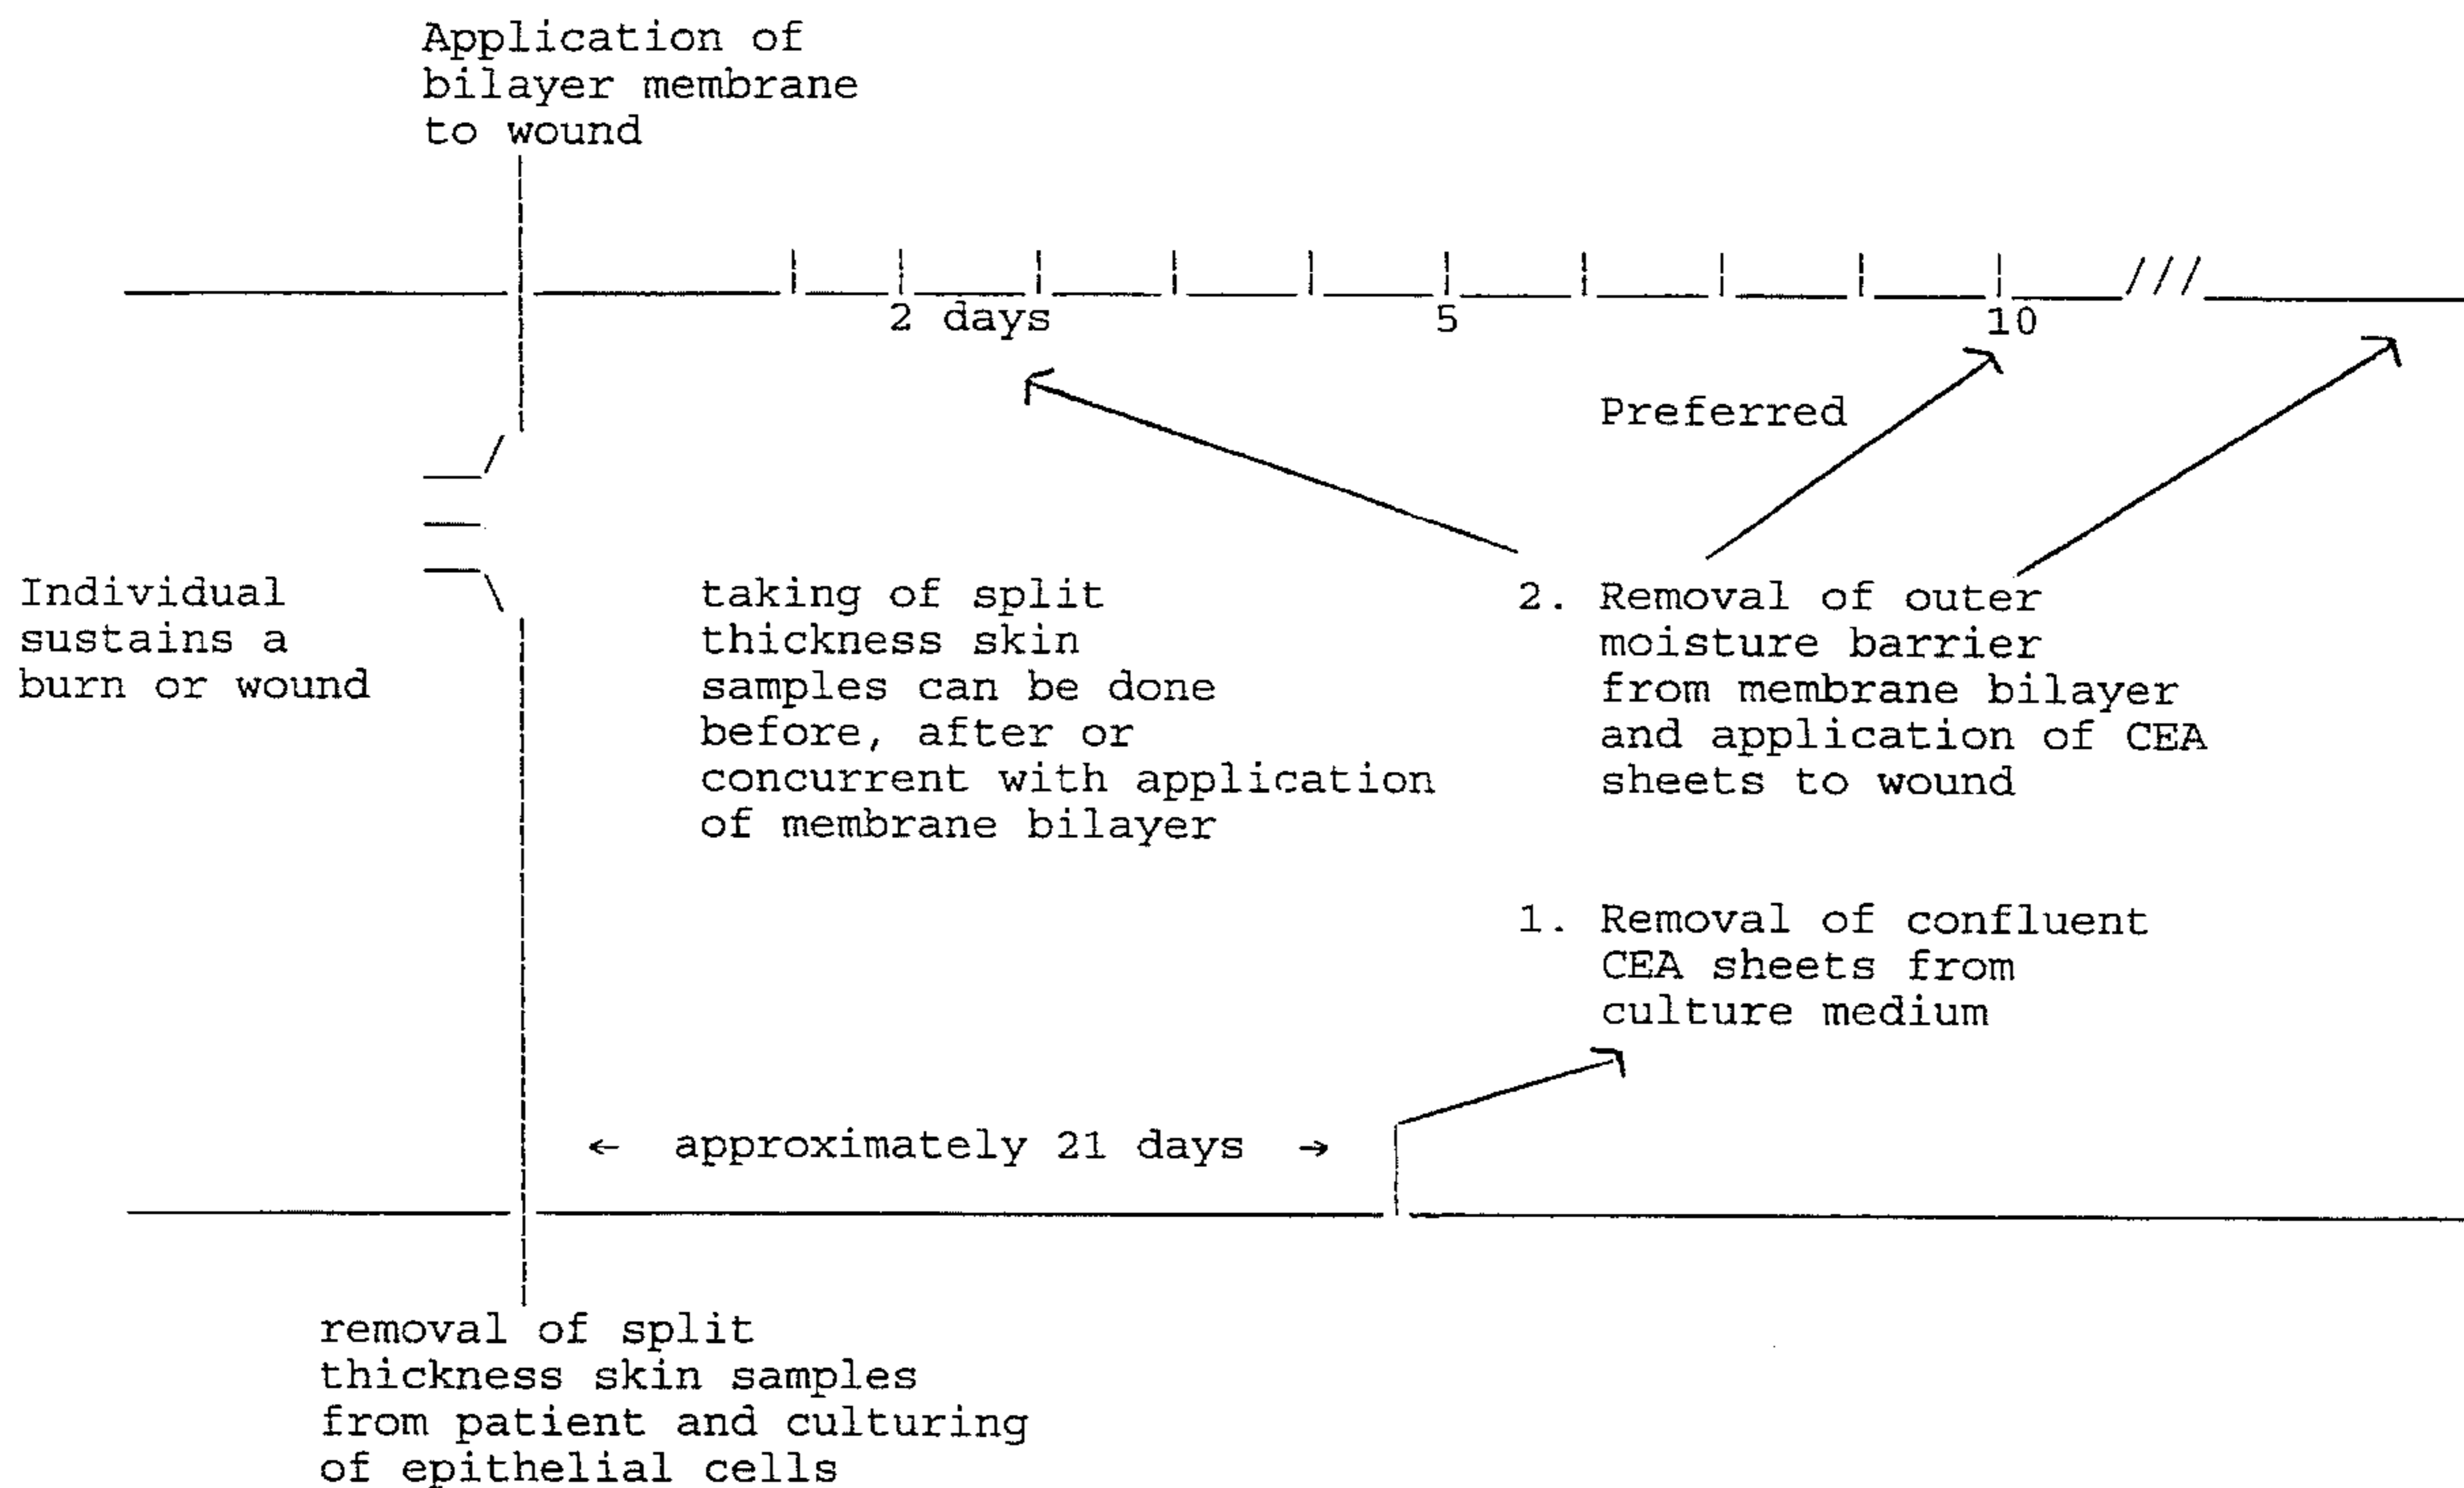 Application of
bilayer membrane
to wound
2 days
5
10
Preferred
Individual
sustains a
burn or wound
taking of split
thickness skin
samples can be done
before, after or
concurrent with application
of membrane bilayer
2. Removal of outer
moisture barrier
from membrane bilayer
and application of CEA
sheets to wound
1. Removal of confluent
CEA sheets from
culture medium
← approximately 21 days →
removal of split
thickness skin samples
from patient and culturing
of epithelial cells